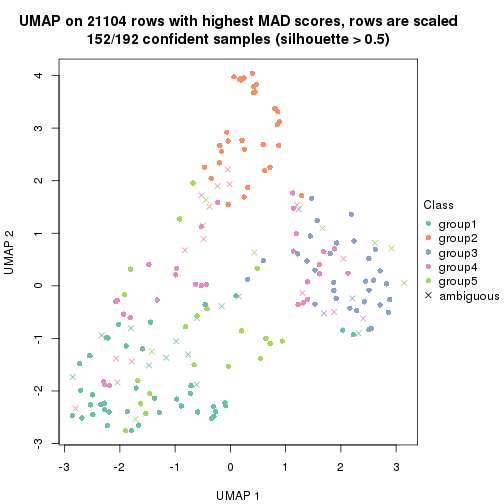 UMAP on 21104 rows with highest MAD scores, rows are scaled
152/192 confident samples (silhouette > 0.5)
4
3
2
1
0
-1
-2
-3
UMAP 2
-3 -2 -1 0 1 2 3
UMAP 1
Class
group1
group2
group3
group4
group5
ambiguous